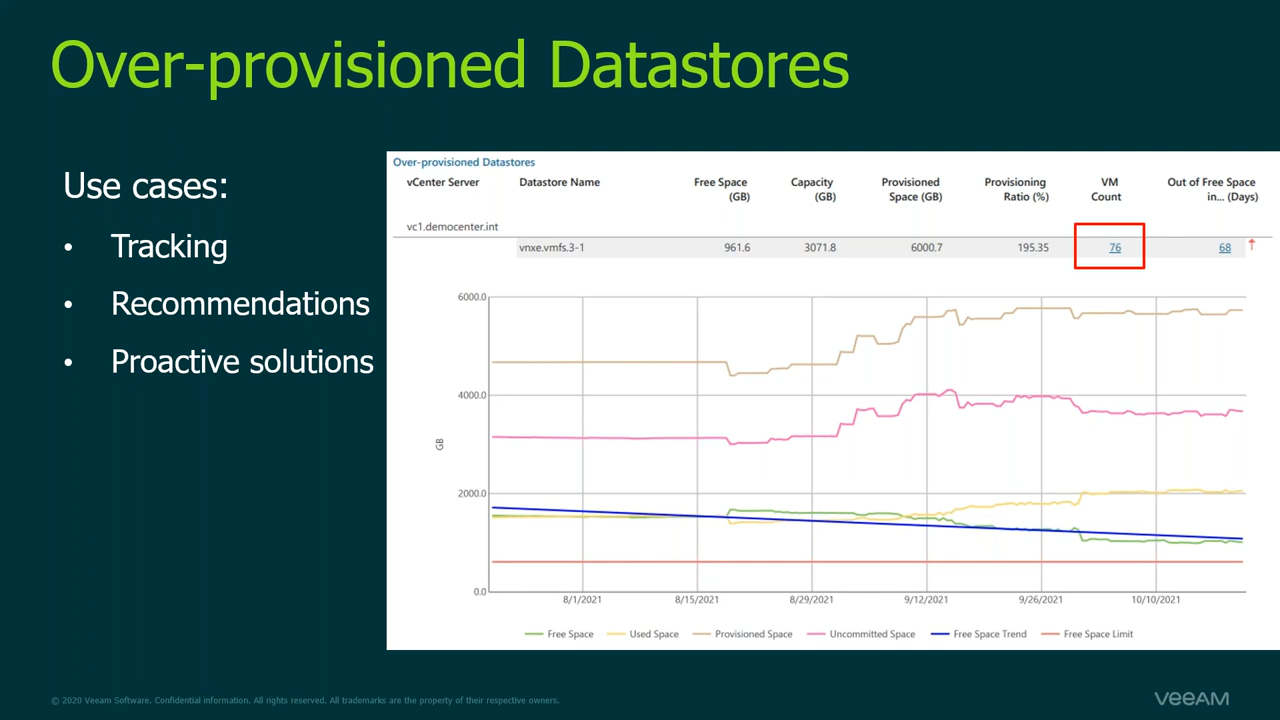 Over-provisioned Datastores
Use cases:
• Tracking
• Recommendations
• Proactive solutions
Over-provisioned Datastores
vCenter Server Datastore Name Free Space (GB) Capacity (GB) Provisioned Space (GB) Provisioning Ratio (%) VM Count Out of Free Space in... (Days)
vc1.democenter.int
vnxe.vmfs.3-1 961.6 3071.8 6000.7 195.35 76 68
6000.0
4000.0
GB
2000.0
0.0
8/1/2021 8/15/2021 8/29/2021 9/12/2021 9/26/2021 10/10/2021
Free Space Used Space Provisioned Space Uncommitted Space Free Space Trend Free Space Limit
© 2020 Veeam Software. Confidential information. All rights reserved. All trademarks are the property of their respective owners.
VEEAM